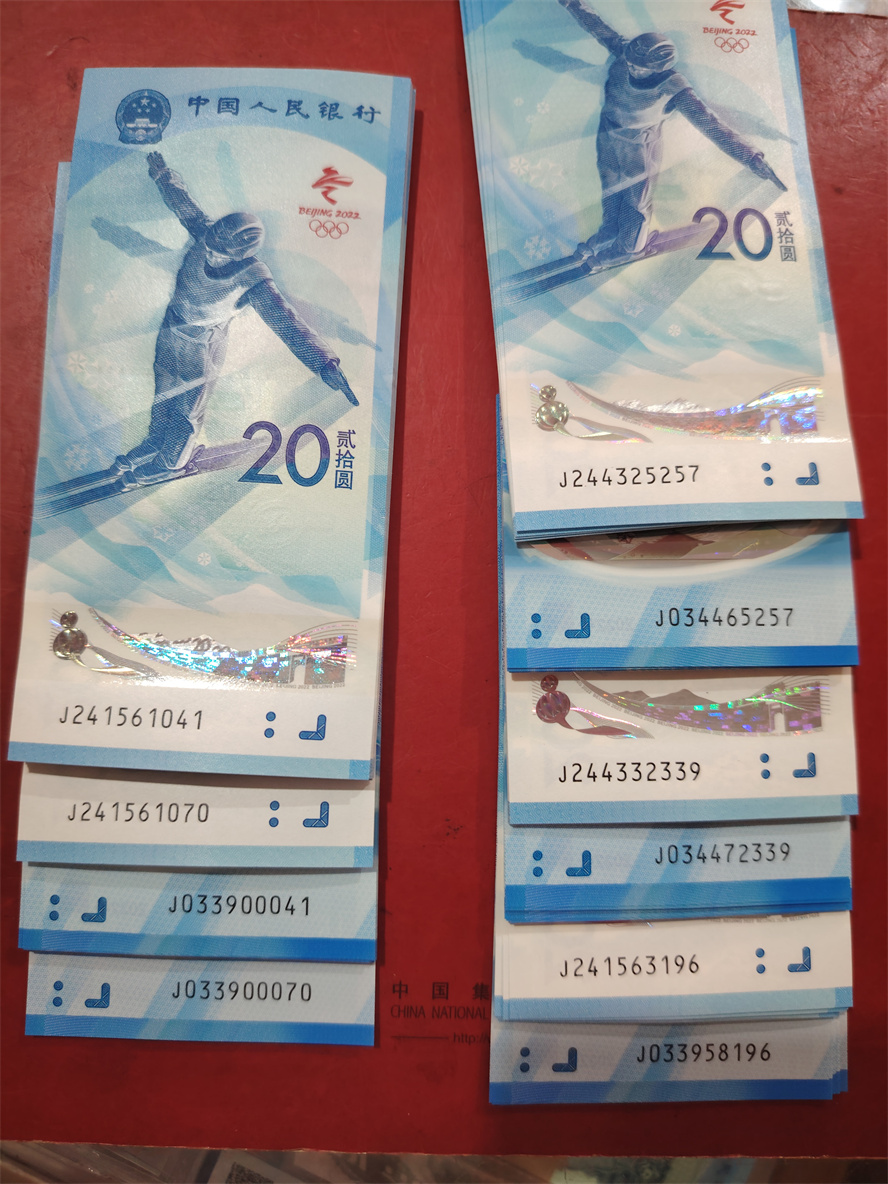 中国人民银行
BEIJING 2022
20
贰拾圆
J241561041
J241561070
J033900041
J033900070
BEIJING 2022
20
贰拾圆
J244325257
J034465257
J244332339
J034472339
J241563196
J033958196
中 国 集
CHINA NATIONAL